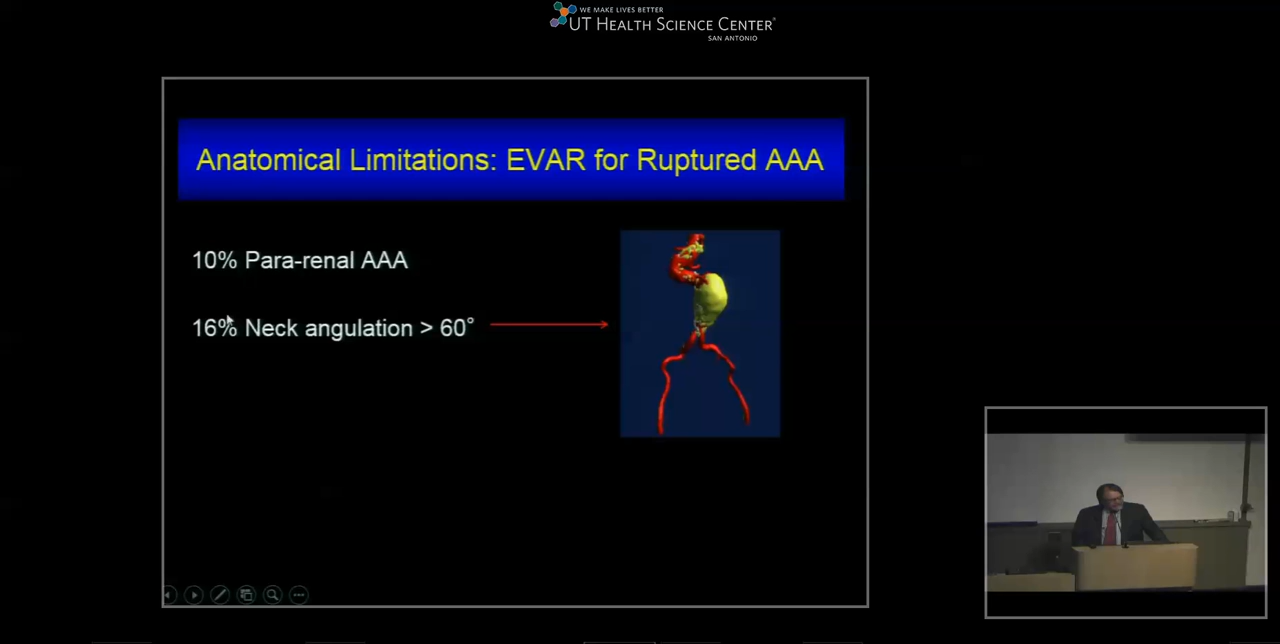 WE MAKE LIVES BETTER
UT HEALTH SCIENCE CENTER®
SAN ANTONIO
Anatomical Limitations: EVAR for Ruptured AAA
10% Para-renal AAA
16% Neck angulation > 60°